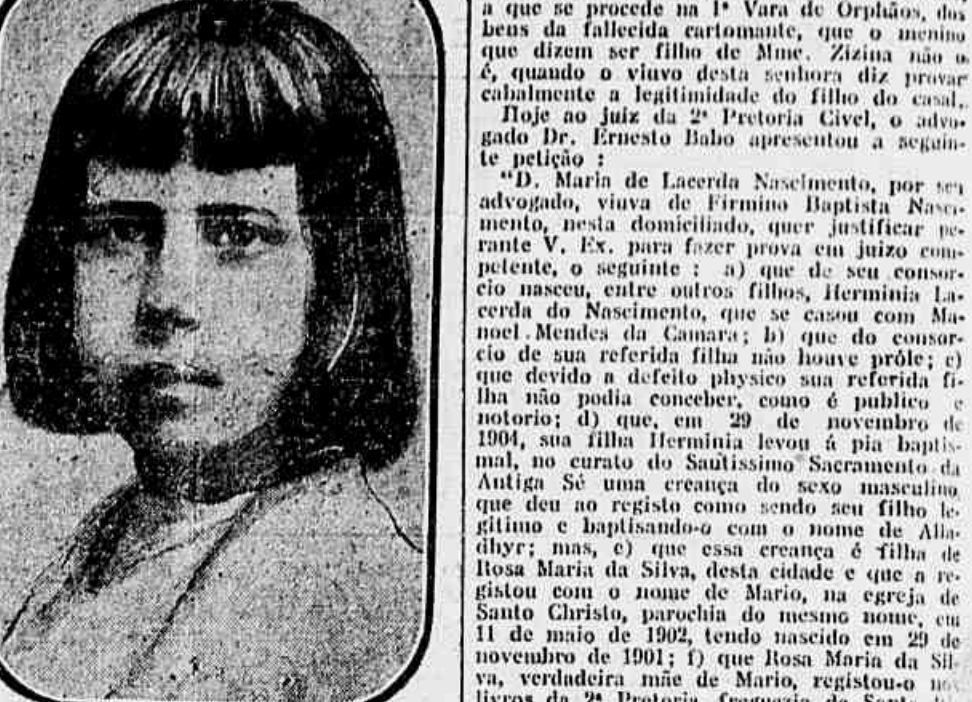 a que se procede na 1ª Vara de Orphãos, dos
bens da fallecida cartomante, que o menino
que dizem ser filho de Mme. Zizina não o
é, quando o viuvo desta senhora diz provar
cabalmente a legitimidade do filho do casal.
Hoje ao juiz da 2ª Pretoria Civel, o advo-
gado Dr. Ernesto Babo apresentou a seguin-
te petição :
"D. Maria de Lacerda Nascimento, por seu
advogado, viuva de Firmino Baptista Nasci-
mento, nesta domiciliado, quer justificar pe-
rante V. Ex. para fazer prova em juizo com-
petente, o seguinte : a) que de seu consor-
cio nasceu, entre outros filhos, Herminia La-
cerda do Nascimento, que se casou com Ma-
noel Mendes da Camara; b) que do consor-
cio de sua referida filha não houve próle; c)
que devido a defeito physico sua referida fi-
lha não podia conceber, como é publico e
notorio; d) que, em 29 de novembro de
1904, sua filha Herminia levou á pia baptis-
mal, no curato do Santissimo Sacramento da
Antiga Sé uma creança do sexo masculino
que deu ao registo como sendo seu filho le-
gitimo e baptisando-o com o nome de Alla-
dhyr; mas, e) que essa creança é filha de
Rosa Maria da Silva, desta cidade e que a re-
gistou com o nome de Mario, na egreja de
Santo Christo, parochia do mesmo nome, em
11 de maio de 1902, tendo nascido em 29 de
novembro de 1901; f) que Rosa Maria da Sil-
va, verdadeira mãe de Mario, registou-o nos
livros da 2ª Pretoria, freguezia de